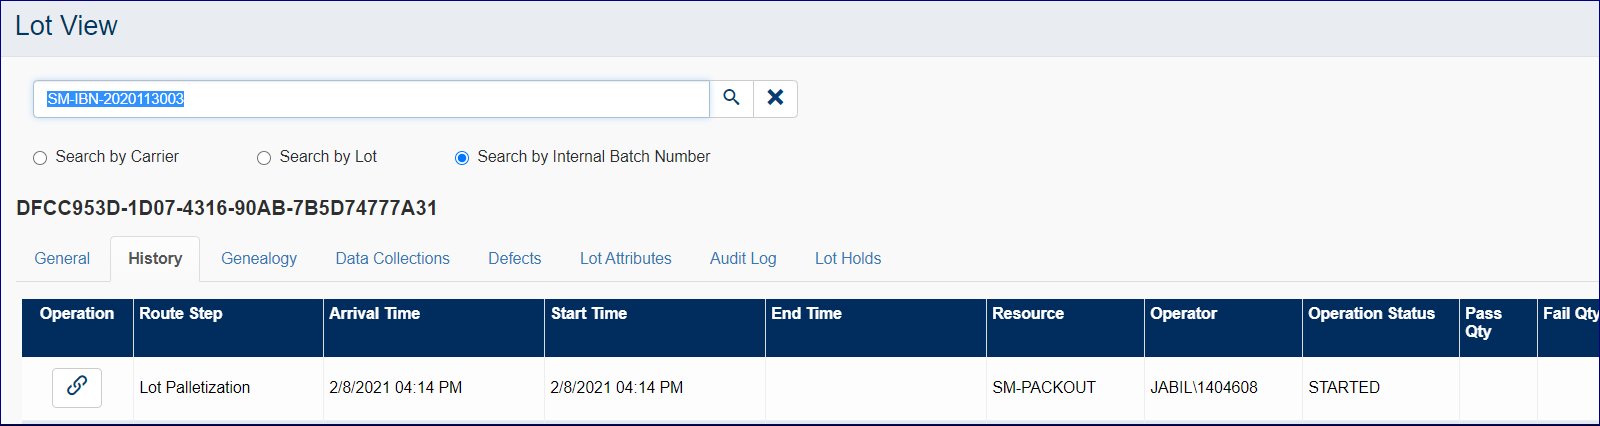 Lot View
SM-IBN-2020113003
Search by Carrier Search by Lot Search by Internal Batch Number
DFCC953D-1D07-4316-90AB-7B5D74777A31
General History Genealogy Data Collections Defects Lot Attributes Audit Log Lot Holds
Operation Route Step Arrival Time Start Time End Time Resource Operator Operation Status Pass Qty Fail Qty
Lot Palletization 2/8/2021 04:14 PM 2/8/2021 04:14 PM SM-PACKOUT JABIL\1404608 STARTED